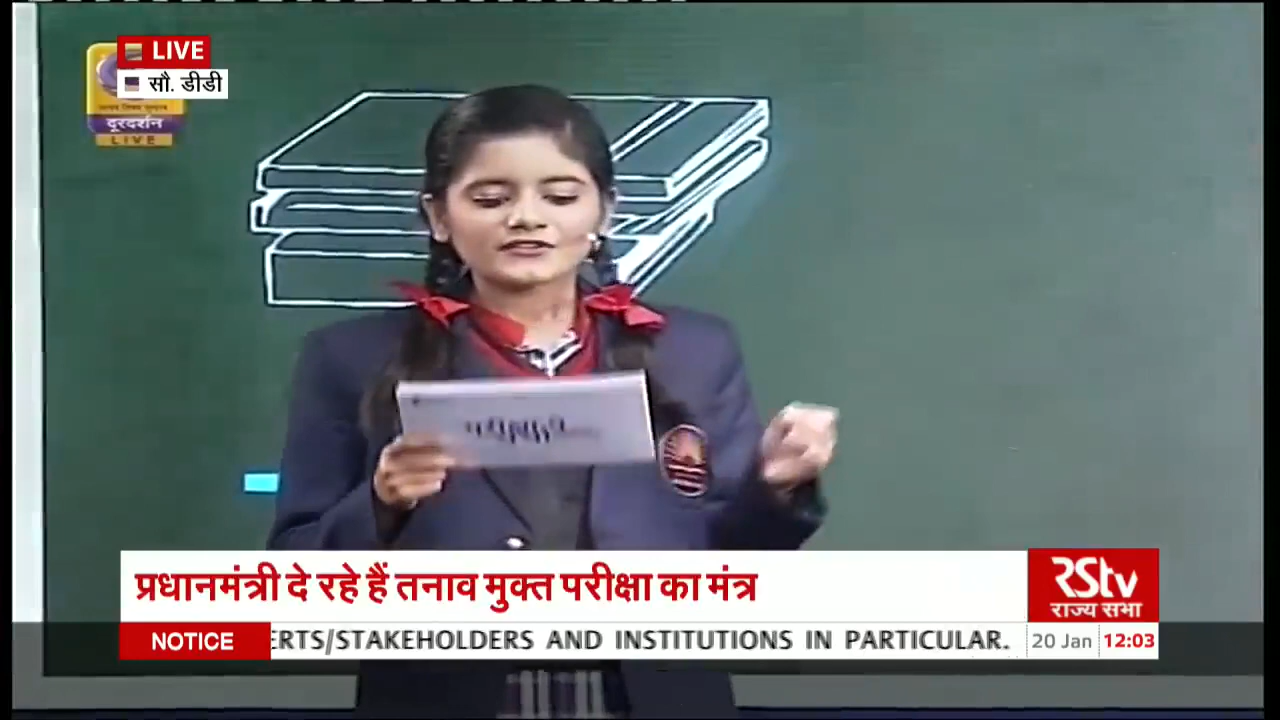 LIVE
सौ. डीडी
दूरदर्शन
LIVE
प्रधानमंत्री दे रहे हैं तनाव मुक्त परीक्षा का मंत्र
RStv
राज्य सभा
NOTICE
ERTS/STAKEHOLDERS AND INSTITUTIONS IN PARTICULAR.
20 Jan
12:03